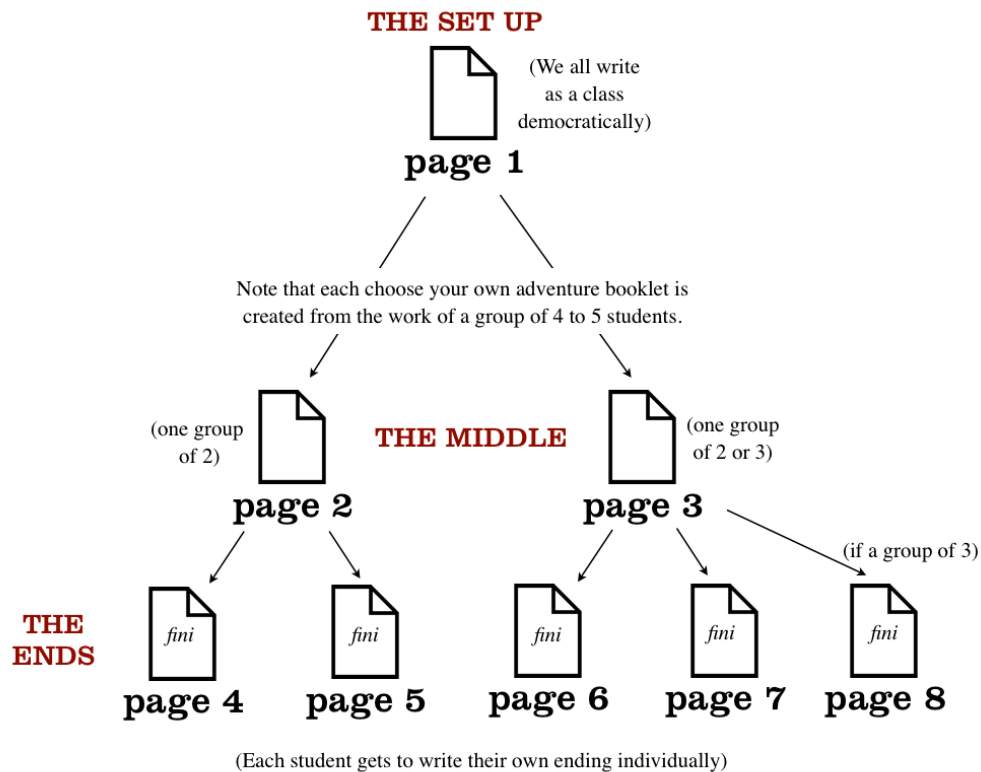 THE SET UP
(We all write
as a class
democratically)
page 1
Note that each choose your own adventure booklet is
created from the work of a group of 4 to 5 students.
(one group
of 2)
THE MIDDLE
(one group
of 2 or 3)
page 2
page 3
(if a group of 3)
THE
ENDS
fini
fini
fini
fini
fini
page 4
page 5
page 6
page 7
page 8
(Each student gets to write their own ending individually)